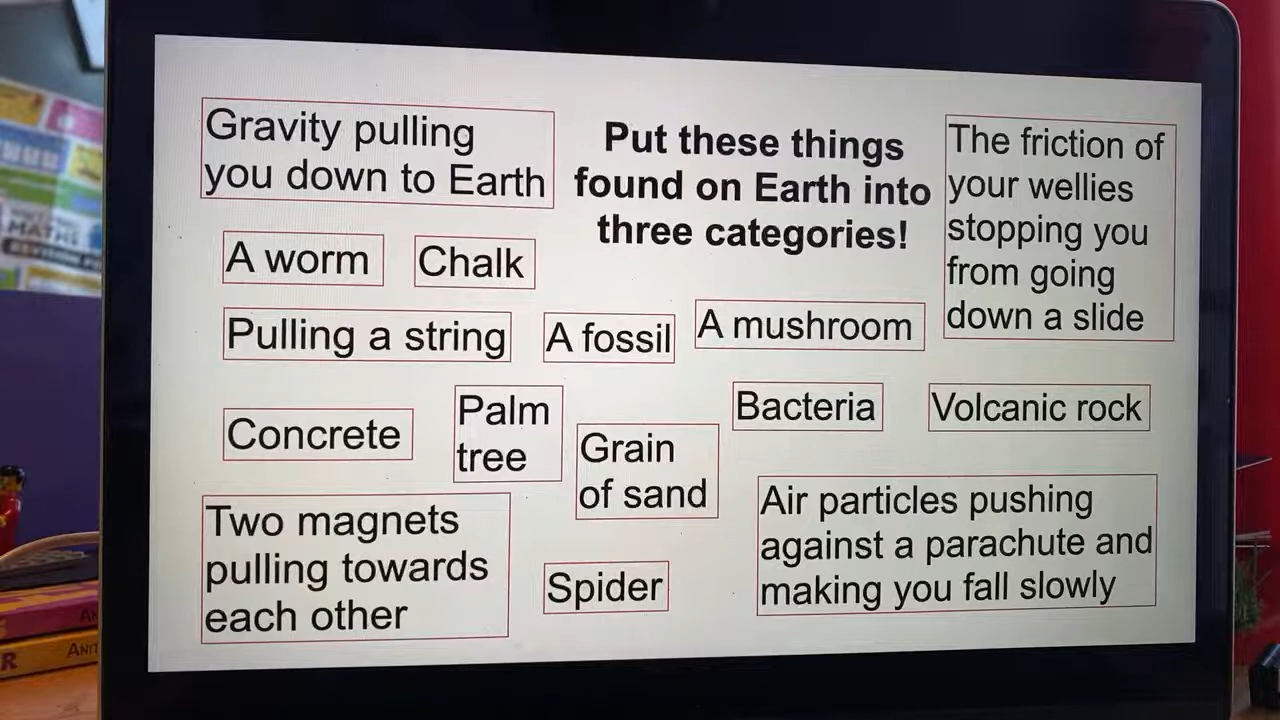 Gravity pulling
you down to Earth
Put these things
found on Earth into
three categories!
The friction of
your wellies
stopping you
from going
down a slide
A worm
Chalk
Pulling a string
A fossil
A mushroom
Concrete
Palm
tree
Grain
of sand
Bacteria
Volcanic rock
Two magnets
pulling towards
each other
Spider
Air particles pushing
against a parachute and
making you fall slowly
MATHS